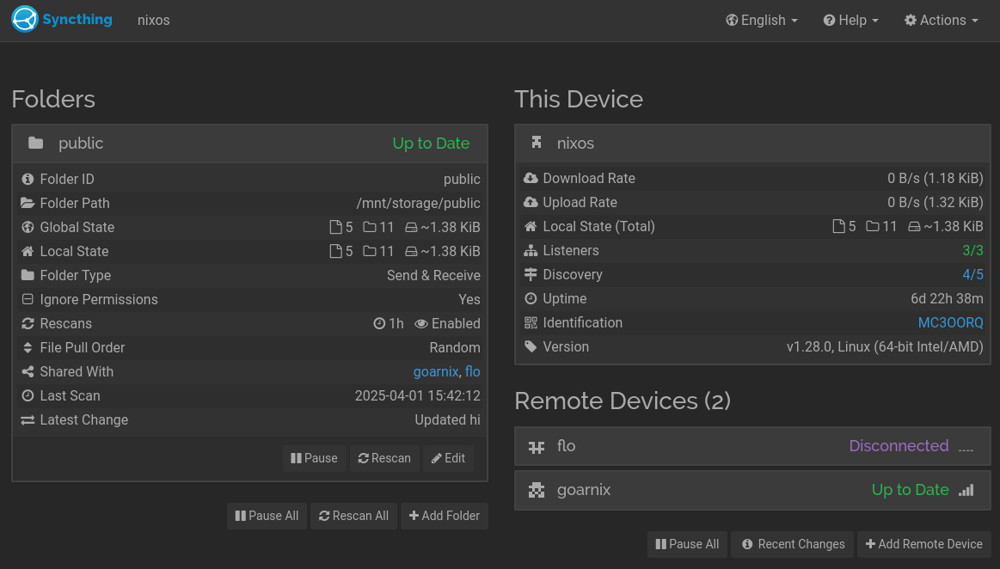 Syncthing nixos English Help Actions
Folders
public Up to Date
Folder ID public
Folder Path /mnt/storage/public
Global State 5 11 ~1.38 KiB
Local State 5 11 ~1.38 KiB
Folder Type Send & Receive
Ignore Permissions Yes
Rescans 1h Enabled
File Pull Order Random
Shared With goarnix, flo
Last Scan 2025-04-01 15:42:12
Latest Change Updated hi
Pause Rescan Edit
Pause All Rescan All Add Folder
This Device
nixos
Download Rate 0 B/s (1.18 KiB)
Upload Rate 0 B/s (1.32 KiB)
Local State (Total) 5 11 ~1.38 KiB
Listeners 3/3
Discovery 4/5
Uptime 6d 22h 38m
Identification MC3OORQ
Version v1.28.0, Linux (64-bit Intel/AMD)
Remote Devices (2)
flo Disconnected
goarnix Up to Date
Pause All Recent Changes Add Remote Device